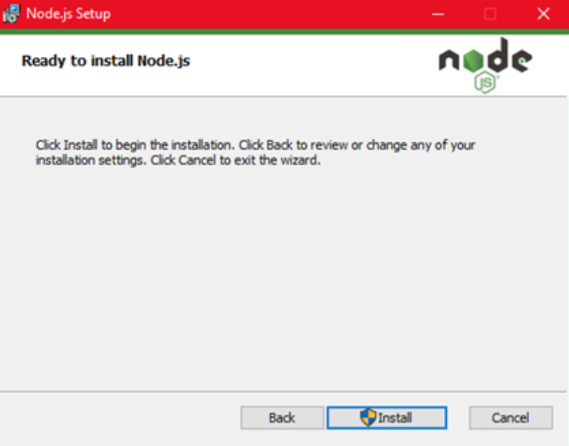 Node.js Setup
Ready to install Node.js
node
JS
Click Install to begin the installation. Click Back to review or change any of your
installation settings. Click Cancel to exit the wizard.
Back Install Cancel